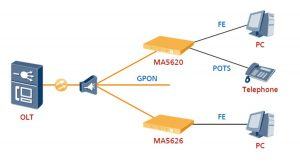 FE
MA5620
PC
POTS
GPON
Telephone
OLT
FE
MA5626
PC